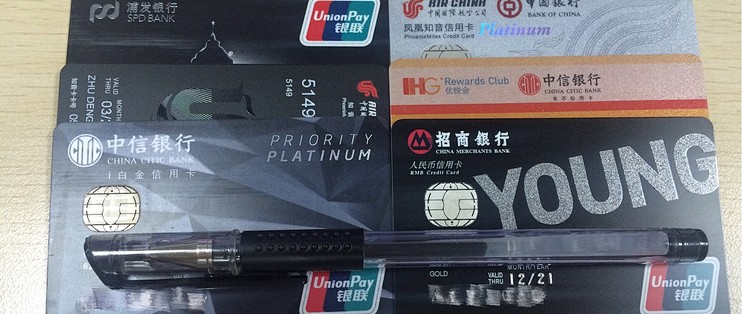 浦发银行
SPD BANK
UnionPay
银联
AIR CHINA
中国国际航空公司
中国银行
BANK OF CHINA
凤凰知音信用卡
PhoenixMiles Credit Card
Platinum
ZHU DENG
VALID
THRU
MONTH
03/
5149
5149
AIR
IHG Rewards Club
优悦会
中信银行
CHINA CITIC BANK
中信银行
CHINA CITIC BANK
i白金信用卡
PRIORITY
PLATINUM
UnionPay
银联
招商银行
CHINA MERCHANTS BANK
人民币信用卡
RMB Credit Card
YOUNG
GOLD
MONTH/YEAR
VALID
THRU
12/21
UnionPay
银联